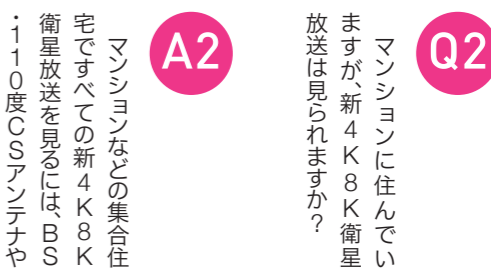 Q2
マンションに住んでい
ますが、新4K8K衛星
放送は見られますか？
A2
マンションなどの集合住
宅ですべての新4K8K
衛星放送を見るには、BS
・110度CSアンテナや